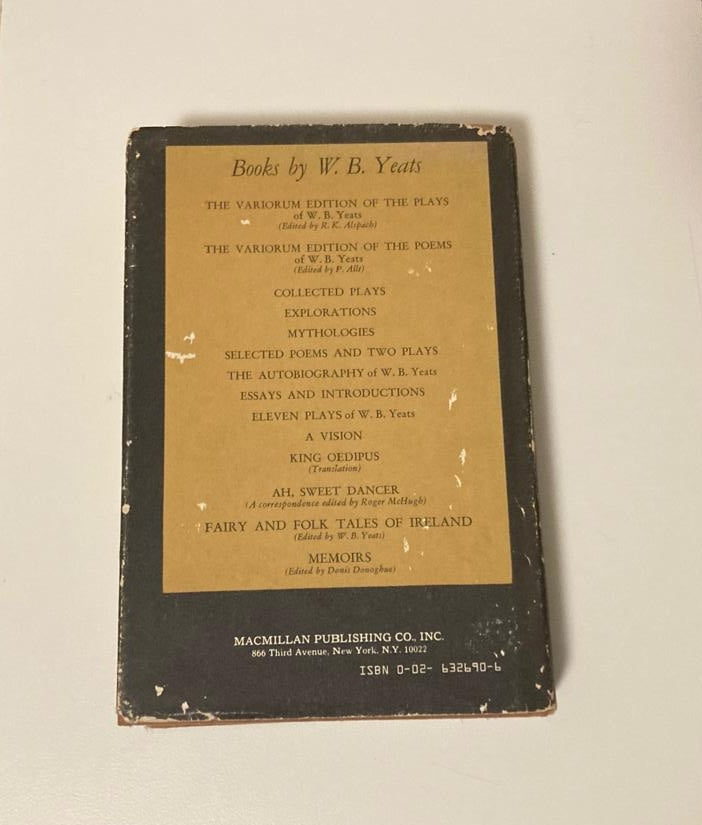 Books by W. B. Yeats
THE VARIORUM EDITION OF THE PLAYS
of W. B. Yeats
(Edited by R. K. Alspach)
THE VARIORUM EDITION OF THE POEMS
of W. B. Yeats
(Edited by P. Allt)
COLLECTED PLAYS
EXPLORATIONS
MYTHOLOGIES
SELECTED POEMS AND TWO PLAYS
THE AUTOBIOGRAPHY of W. B. Yeats
ESSAYS AND INTRODUCTIONS
ELEVEN PLAYS of W. B. Yeats
A VISION
KING OEDIPUS
(Translation)
AH, SWEET DANCER
(A correspondence edited by Roger McHugh)
FAIRY AND FOLK TALES OF IRELAND
(Edited by W. B. Yeats)
MEMOIRS
(Edited by Denis Donoghue)
MACMILLAN PUBLISHING CO., INC.
866 Third Avenue, New York, N.Y. 10022
ISBN 0-02- 632690-6